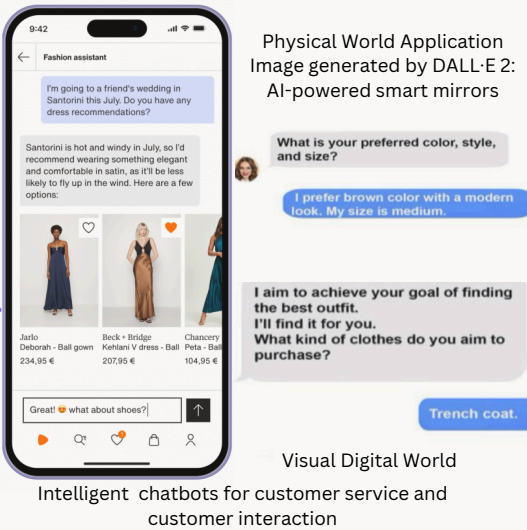 9:42
Fashion assistant
I'm going to a friend's wedding in
Santorini this July. Do you have any
dress recommendations?
Santorini is hot and windy in July, so I'd
recommend wearing something elegant
and comfortable in satin, as it'll be less
likely to fly up in the wind. Here are a few
options:
Jarlo
Deborah - Ball gown
234,95 €
Beck + Bridge
Kehlani V dress - Ball
207,95 €
Chancery
Peta - Ball
104,95 €
Great! 😍 what about shoes?
Physical World Application
Image generated by DALL·E 2:
AI-powered smart mirrors
What is your preferred color, style,
and size?
I prefer brown color with a modern
look. My size is medium.
I aim to achieve your goal of finding
the best outfit.
I'll find it for you.
What kind of clothes do you aim to
purchase?
Trench coat.
Visual Digital World
Intelligent chatbots for customer service and
customer interaction